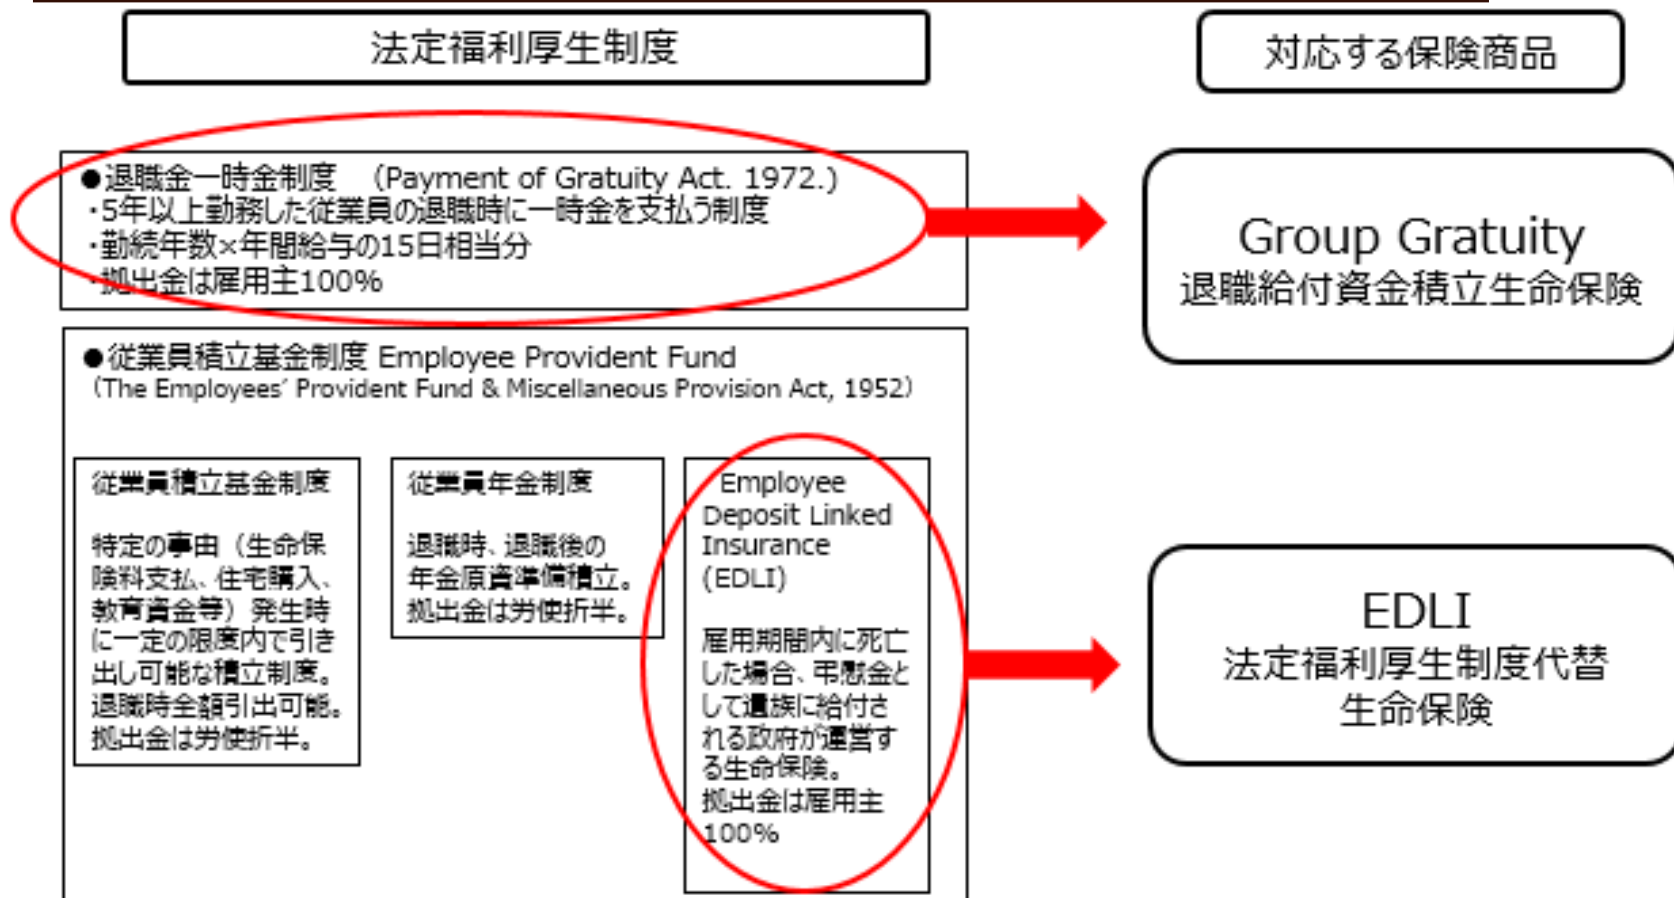 法定福利厚生制度
対応する保険商品
●退職金一時金制度　（Payment of Gratuity Act. 1972.)
・5年以上勤務した従業員の退職時に一時金を支払う制度
・勤続年数×年間給与の15日相当分
・拠出金は雇用主100%
Group Gratuity
退職給付資金積立生命保険
●従業員積立基金制度 Employee Provident Fund
（The Employees’ Provident Fund & Miscellaneous Provision Act, 1952）
従業員積立基金制度
特定の事由（生命保
険料支払、住宅購入、
教育資金等）発生時
に一定の限度内で引き
出し可能な積立制度。
退職時全額引出可能。
拠出金は労使折半。
従業員年金制度
退職時、退職後の
年金原資準備積立。
拠出金は労使折半。
Employee
Deposit Linked
Insurance
(EDLI)
雇用期間内に死亡
した場合、弔慰金と
して遺族に給付さ
れる政府が運営す
る生命保険。
拠出金は雇用主
100%
EDLI
法定福利厚生制度代替
生命保険